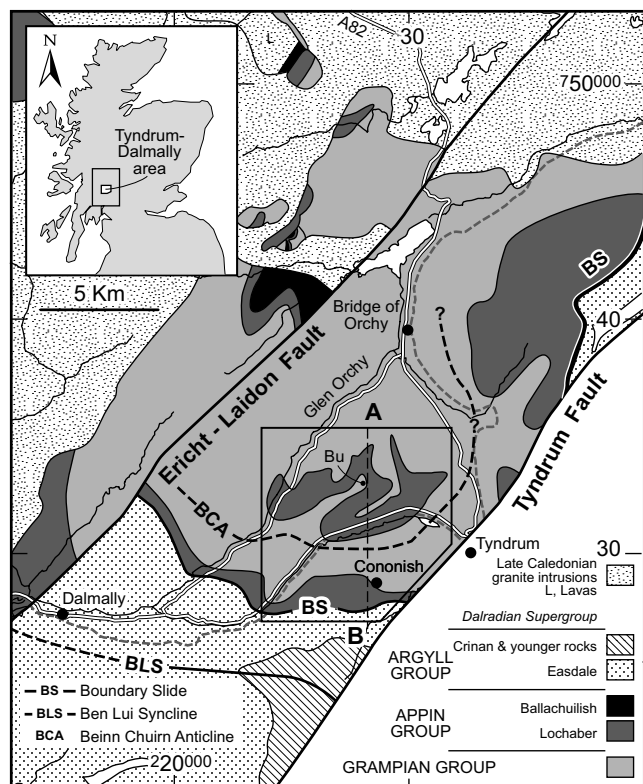 N
Tyndrum-
Dalmally
area
5 Km
L
A82
30
750000
BS
40
Bridge of
Orchy
?
?
Ericht - Laidon Fault
Glen Orchy
Tyndrum Fault
A
Bu
BCA
30
Tyndrum
Cononish
Dalmally
BS
B
BLS
BS Boundary Slide
BLS Ben Lui Syncline
BCA Beinn Chuirn Anticline
220000
Late Caledonian
granite intrusions
L, Lavas
Dalradian Supergroup
ARGYLL
GROUP
Crinan & younger rocks
Easdale
APPIN
GROUP
Ballachuilish
Lochaber
GRAMPIAN GROUP